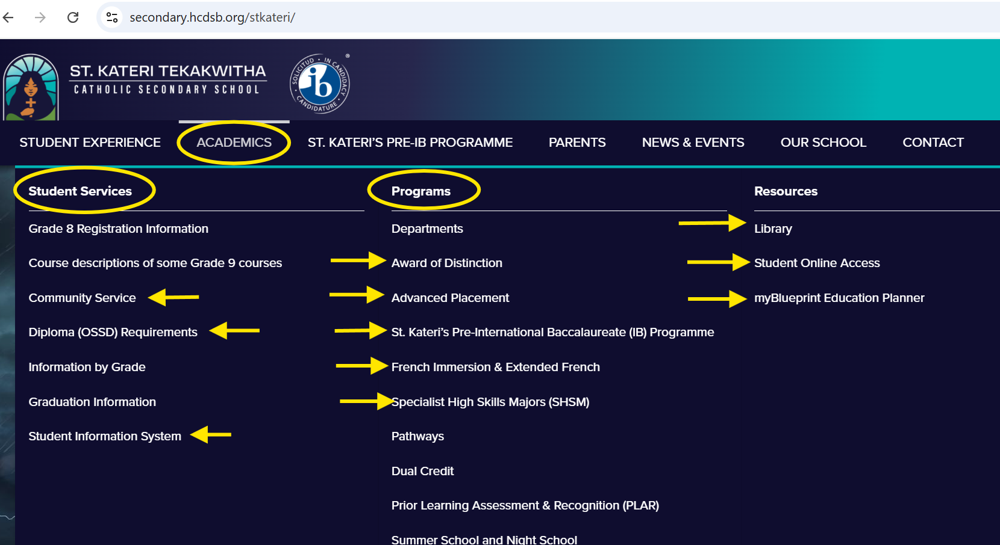 secondary.hcdsb.org/stkateri/
ST. KATERI TEKAKWITHA
CATHOLIC SECONDARY SCHOOL
SOLICITUD • IN CANDIDACY • CANDIDATURE •
ib
®
STUDENT EXPERIENCE
ACADEMICS
ST. KATERI’S PRE-IB PROGRAMME
PARENTS
NEWS & EVENTS
OUR SCHOOL
CONTACT
Student Services
Grade 8 Registration Information
Course descriptions of some Grade 9 courses
Community Service
Diploma (OSSD) Requirements
Information by Grade
Graduation Information
Student Information System
Programs
Departments
Award of Distinction
Advanced Placement
St. Kateri’s Pre-International Baccalaureate (IB) Programme
French Immersion & Extended French
Specialist High Skills Majors (SHSM)
Pathways
Dual Credit
Prior Learning Assessment & Recognition (PLAR)
Summer School and Night School
Resources
Library
Student Online Access
myBlueprint Education Planner